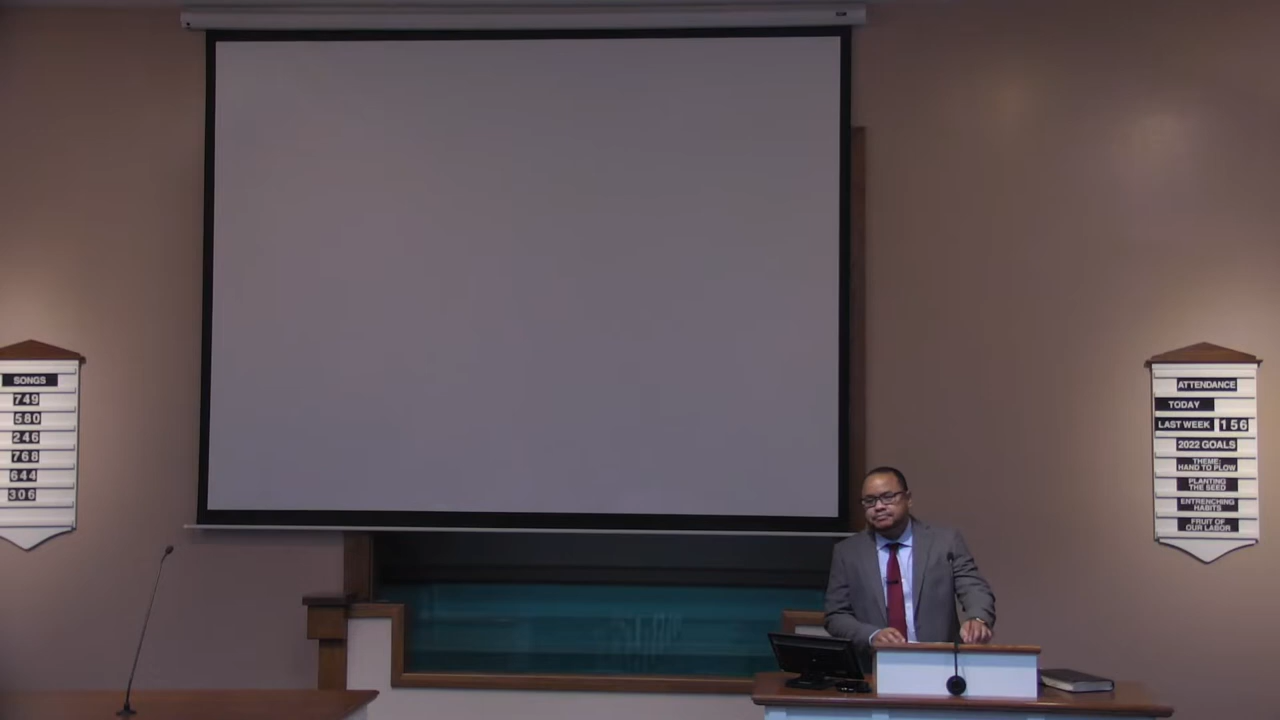 SONGS
749
580
246
768
644
306
ATTENDANCE
TODAY
LAST WEEK 156
2022 GOALS
THEME:
HAND TO PLOW
PLANTING
THE SEED
ENTRENCHING
HABITS
FRUIT OF
OUR LABOR